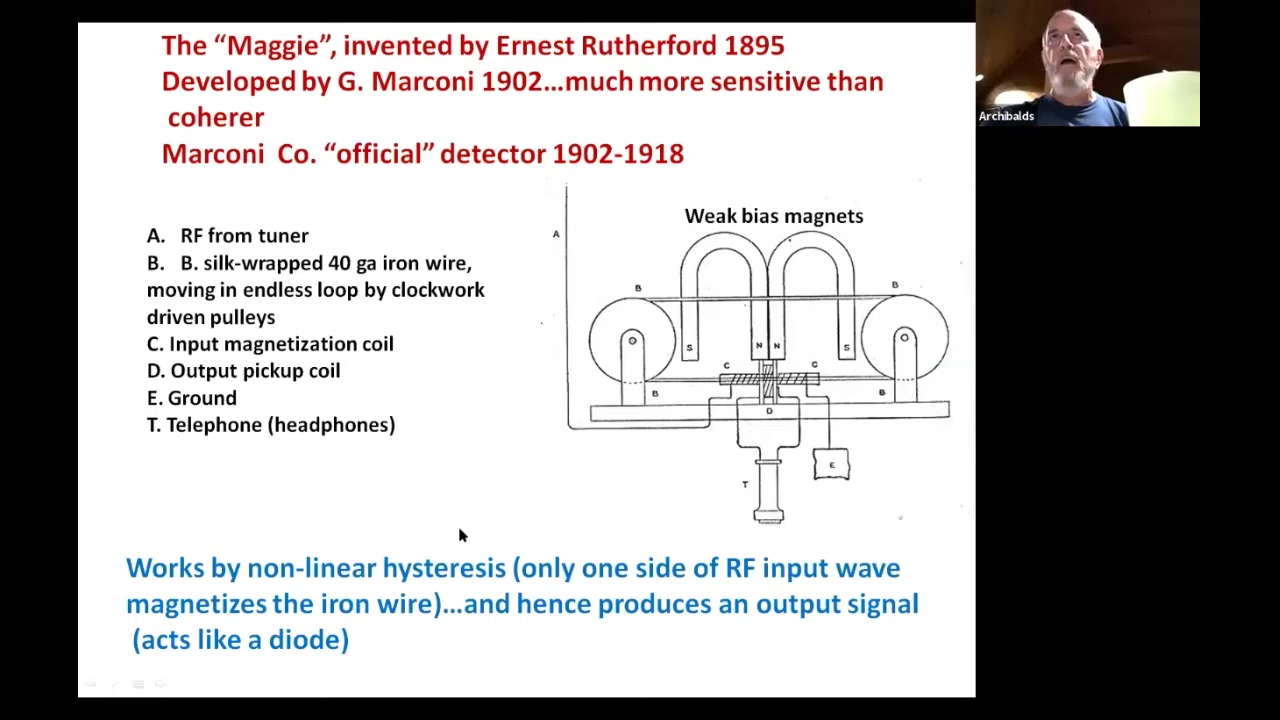 The “Maggie”, invented by Ernest Rutherford 1895
Developed by G. Marconi 1902…much more sensitive than
coherer
Marconi Co. “official” detector 1902-1918
Archibalds
A. RF from tuner
B. B. silk-wrapped 40 ga iron wire,
moving in endless loop by clockwork
driven pulleys
C. Input magnetization coil
D. Output pickup coil
E. Ground
T. Telephone (headphones)
Weak bias magnets
A
B
B
S
N
N
S
C
C
B
B
D
E
T
Works by non-linear hysteresis (only one side of RF input wave
magnetizes the iron wire)…and hence produces an output signal
(acts like a diode)